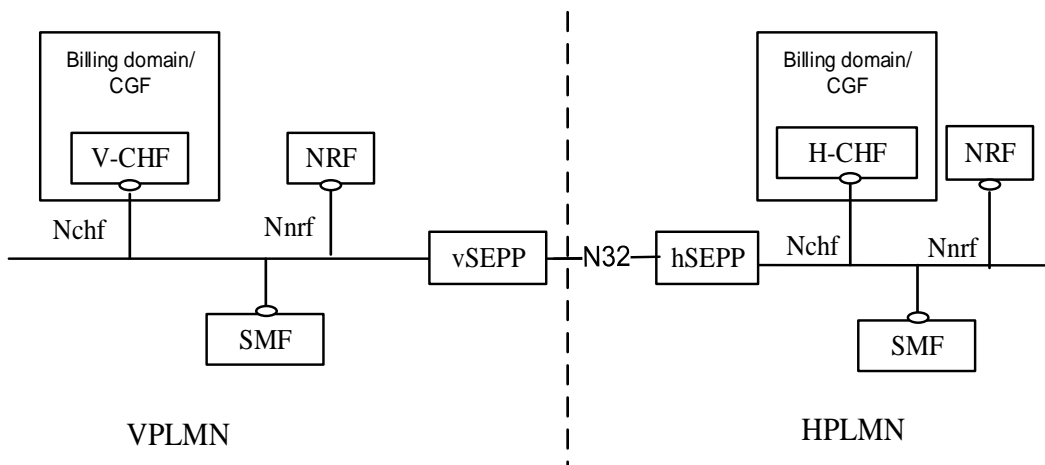 Billing domain/
CGF
V-CHF
NRF
Nchf
Nnrf
vSEPP
SMF
VPLMN
N32
Billing domain/
CGF
H-CHF
NRF
Nchf
Nnrf
hSEPP
SMF
HPLMN